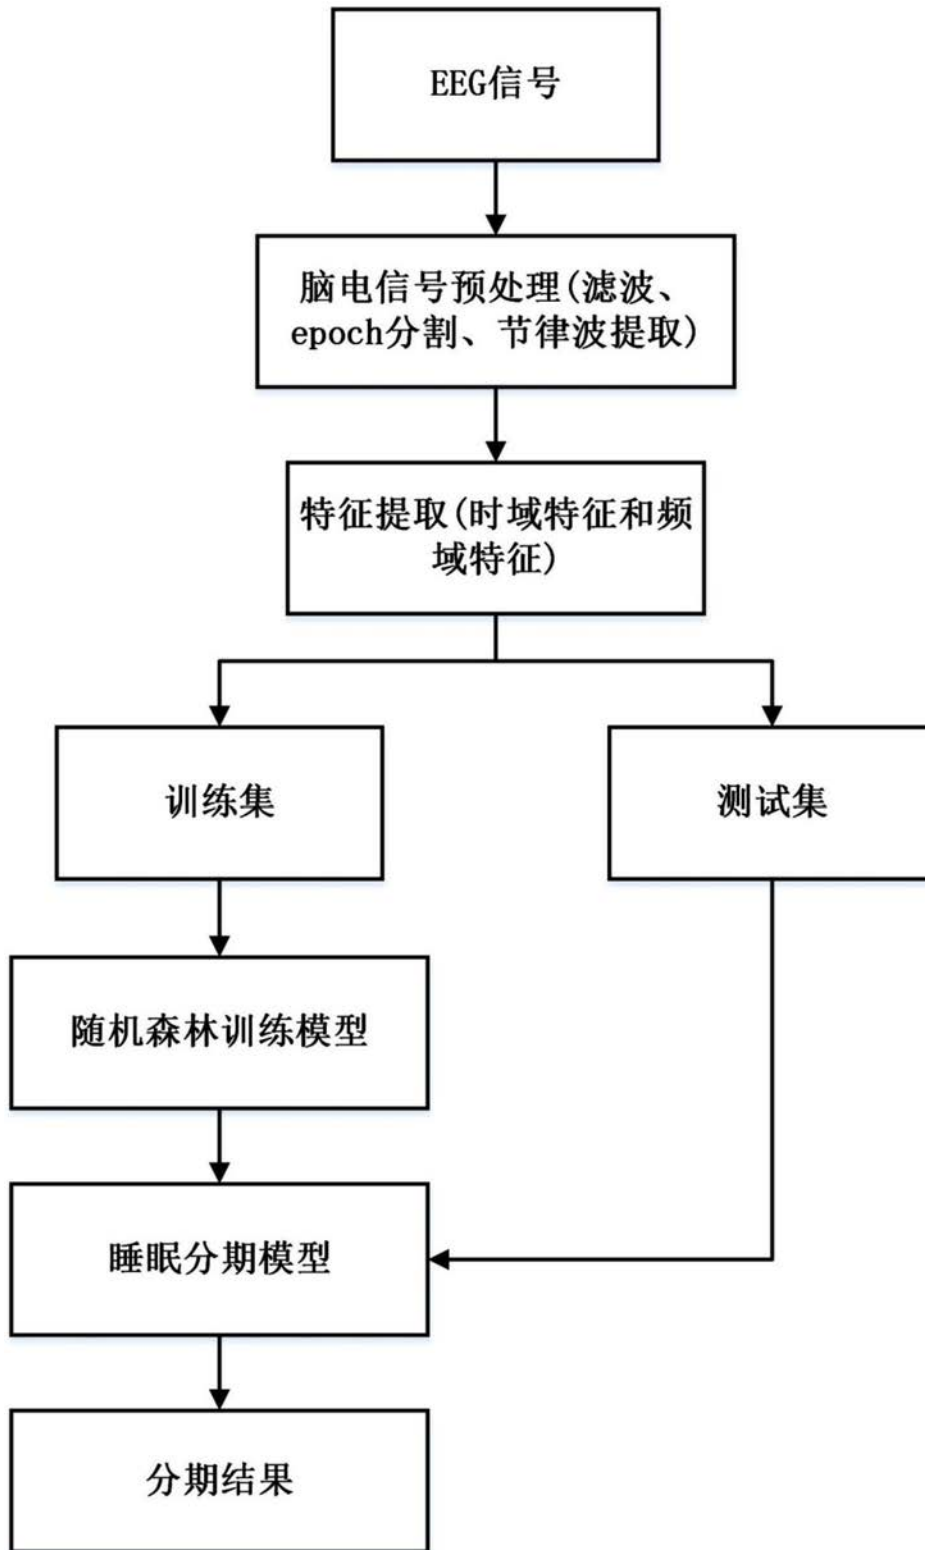 EEG信号
脑电信号预处理(滤波、
epoch分割、节律波提取)
特征提取(时域特征和频
域特征)
训练集
测试集
随机森林训练模型
睡眠分期模型
分期结果